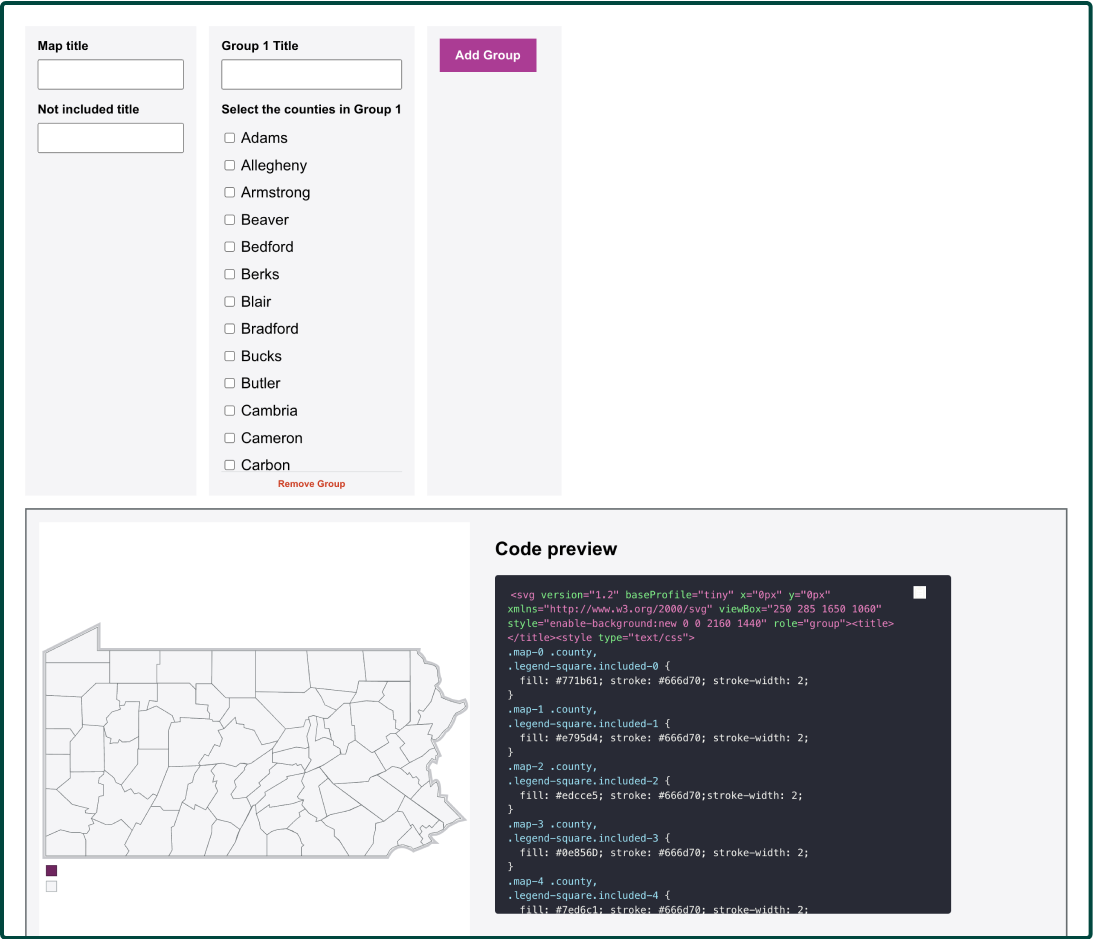 Map title
Not included title
Group 1 Title
Select the counties in Group 1
Adams
Allegheny
Armstrong
Beaver
Bedford
Berks
Blair
Bradford
Bucks
Butler
Cambria
Cameron
Carbon
Remove Group
Add Group
Code preview
<svg version="1.2" baseProfile="tiny" x="0px" y="0px"
xmlns="http://www.w3.org/2000/svg" viewBox="250 285 1650 1060"
style="enable-background:new 0 0 2160 1440" role="group"><title>
</title><style type="text/css">
.map-0 .county,
.legend-square.included-0 {
  fill: #771b61; stroke: #666d70; stroke-width: 2;
}
.map-1 .county,
.legend-square.included-1 {
  fill: #e795d4; stroke: #666d70; stroke-width: 2;
}
.map-2 .county,
.legend-square.included-2 {
  fill: #edcce5; stroke: #666d70;stroke-width: 2;
}
.map-3 .county,
.legend-square.included-3 {
  fill: #0e856D; stroke: #666d70; stroke-width: 2;
}
.map-4 .county,
.legend-square.included-4 {
  fill: #7ed6c1; stroke: #666d70; stroke-width: 2;